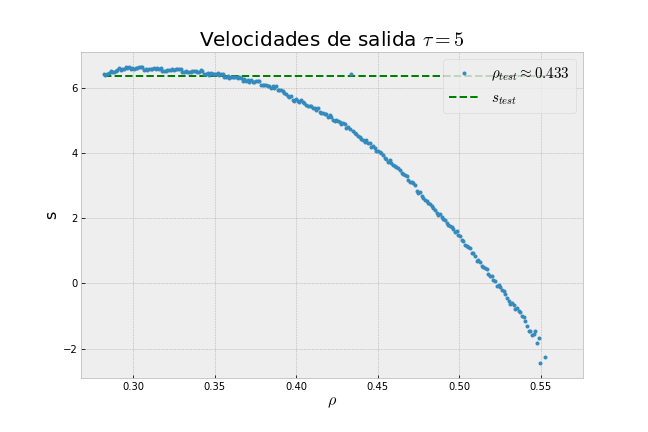 Velocidades de salida τ = 5
ρtest ≈ 0.433
stest
s
6
4
2
0
−2
0.30 0.35 0.40 0.45 0.50 0.55
ρ